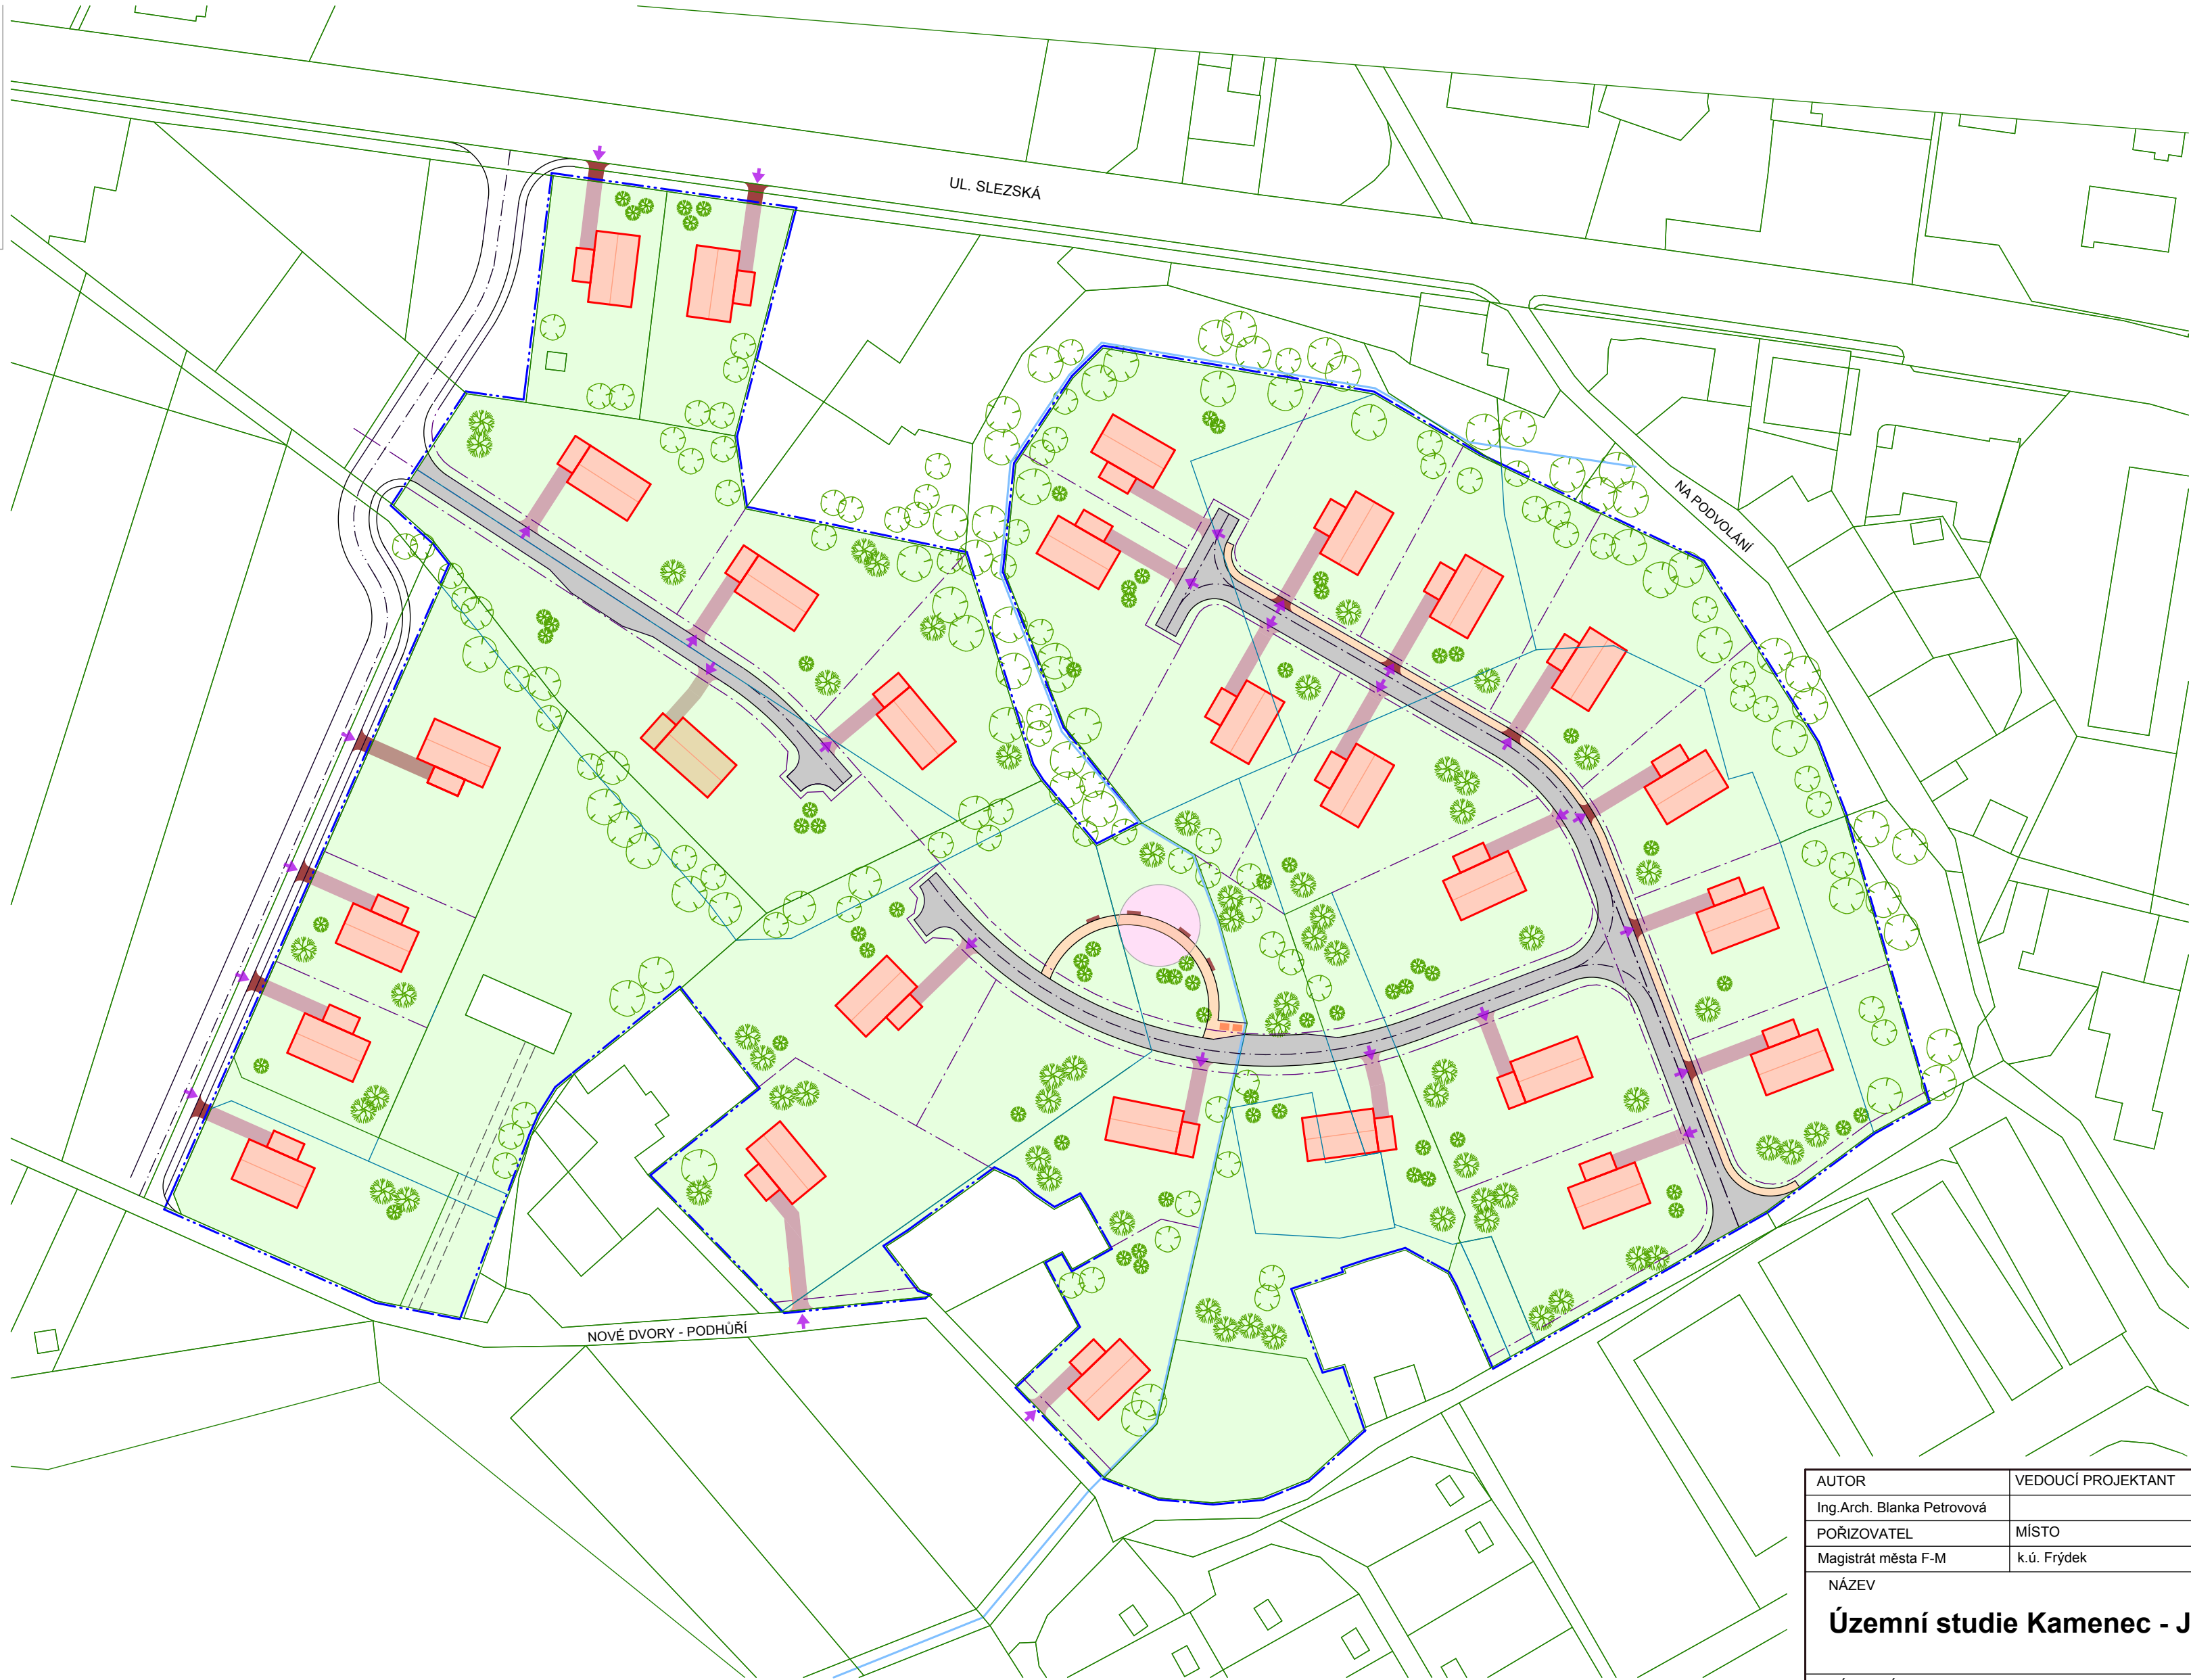 UL. SLEZSKÁ
NA PODVOLÁNÍ
NOVÉ DVORY - PODHŮŘÍ
AUTOR
VEDOUCÍ PROJEKTANT
Ing.Arch. Blanka Petrovová
POŘIZOVATEL
MÍSTO
Magistrát města F-M
k.ú. Frýdek
NÁZEV
Územní studie Kamenec - J